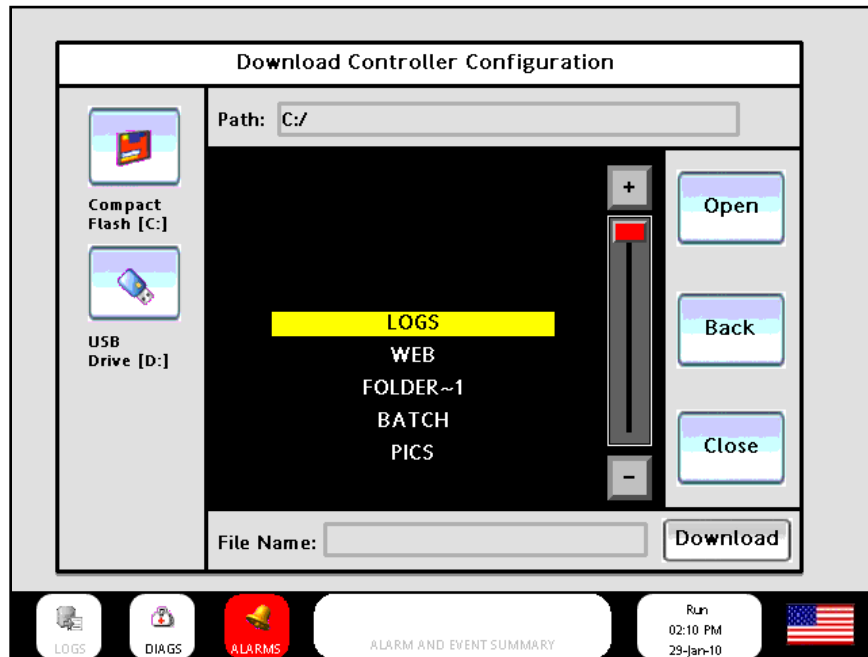 Download Controller Configuration
Path: C:/
Compact
Flash [C:]
USB
Drive [D:]
+
LOGS
WEB
FOLDER~1
BATCH
PICS
-
Open
Back
Close
File Name:
Download
LOGS
DIAGS
ALARMS
ALARM AND EVENT SUMMARY
Run
02:10 PM
29-Jan-10